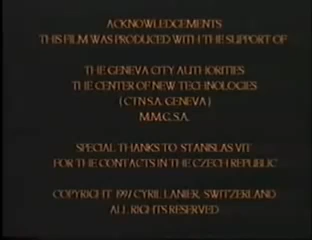 ACKNOWLEDGEMENTS
THIS FILM WAS PRODUCED WITH THE SUPPORT OF
THE GENEVA CITY AUTHORITIES
THE CENTER OF NEW TECHNOLOGIES
( CTN S.A. GENEVA )
M.M.C. S.A.
SPECIAL THANKS TO STANISLAS VIT
FOR THE CONTACTS IN THE CZECH REPUBLIC
COPYRIGHT 1997 CYRIL LANIER, SWITZERLAND
ALL RIGHTS RESERVED